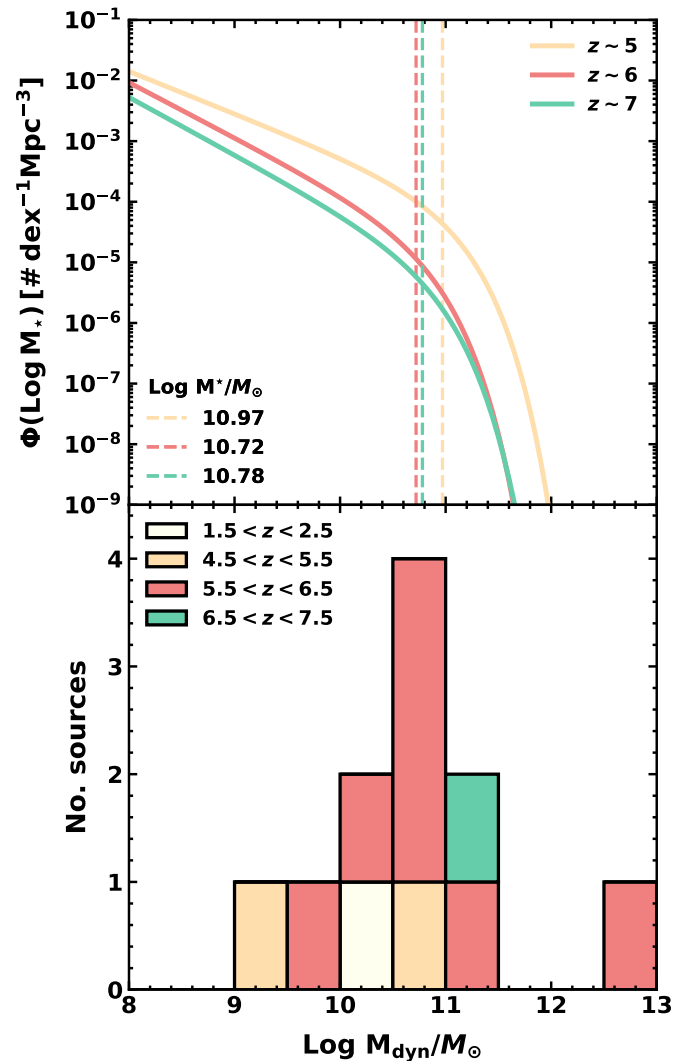 10⁻¹
10⁻²
10⁻³
10⁻⁴
10⁻⁵
10⁻⁶
10⁻⁷
10⁻⁸
10⁻⁹
Φ(Log M⋆) [# dex⁻¹Mpc⁻³]
z ~ 5
z ~ 6
z ~ 7
Log M*/M⊙
10.97
10.72
10.78
1.5 < z < 2.5
4.5 < z < 5.5
5.5 < z < 6.5
6.5 < z < 7.5
4
3
2
1
0
No. sources
8 9 10 11 12 13
Log M_dyn/M⊙